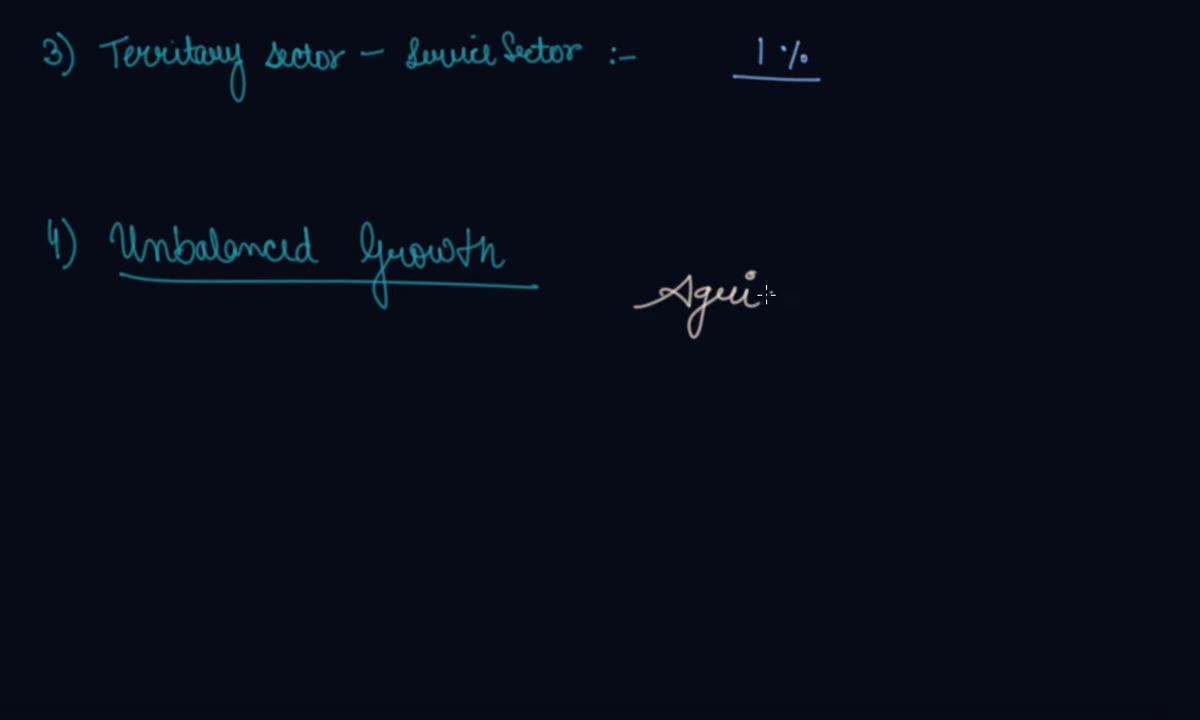 3) Territary sector - Service Sector :- 1%
4) Unbalanced Growth
Agri